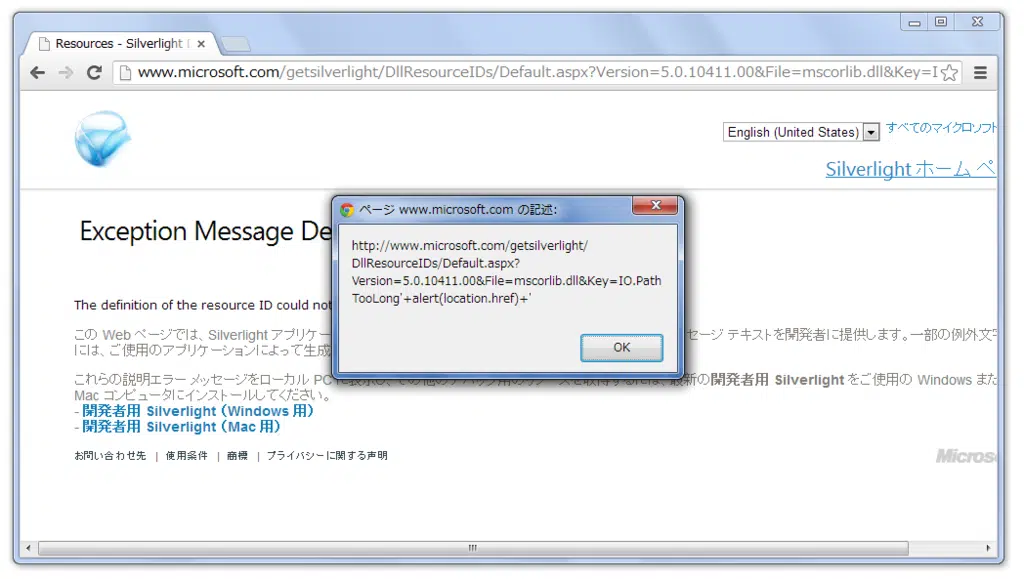 Resources - Silverlight
www.microsoft.com/getsilverlight/DllResourceIDs/Default.aspx?Version=5.0.10411.00&File=mscorlib.dll&Key=I
English (United States)
すべてのマイクロソフト
Silverlight ホーム ペ
Exception Message De
ページ www.microsoft.com の記述:
http://www.microsoft.com/getsilverlight/
DllResourceIDs/Default.aspx?
Version=5.0.10411.00&File=mscorlib.dll&Key=IO.Path
TooLong'+alert(location.href)+'
OK
The definition of the resource ID could not
この Web ページでは、Silverlight アプリケー
セージ テキストを開発者に提供します。一部の例外文字
には、ご使用のアプリケーションによって生成
これらの説明エラー メッセージをローカル PC
最新の開発者用 Silverlight をご使用の Windows また
Mac コンピュータにインストールしてください。
- 開発者用 Silverlight (Windows 用)
- 開発者用 Silverlight (Mac 用)
お問い合わせ先 | 使用条件 | 商標 | プライバシーに関する声明
Microso